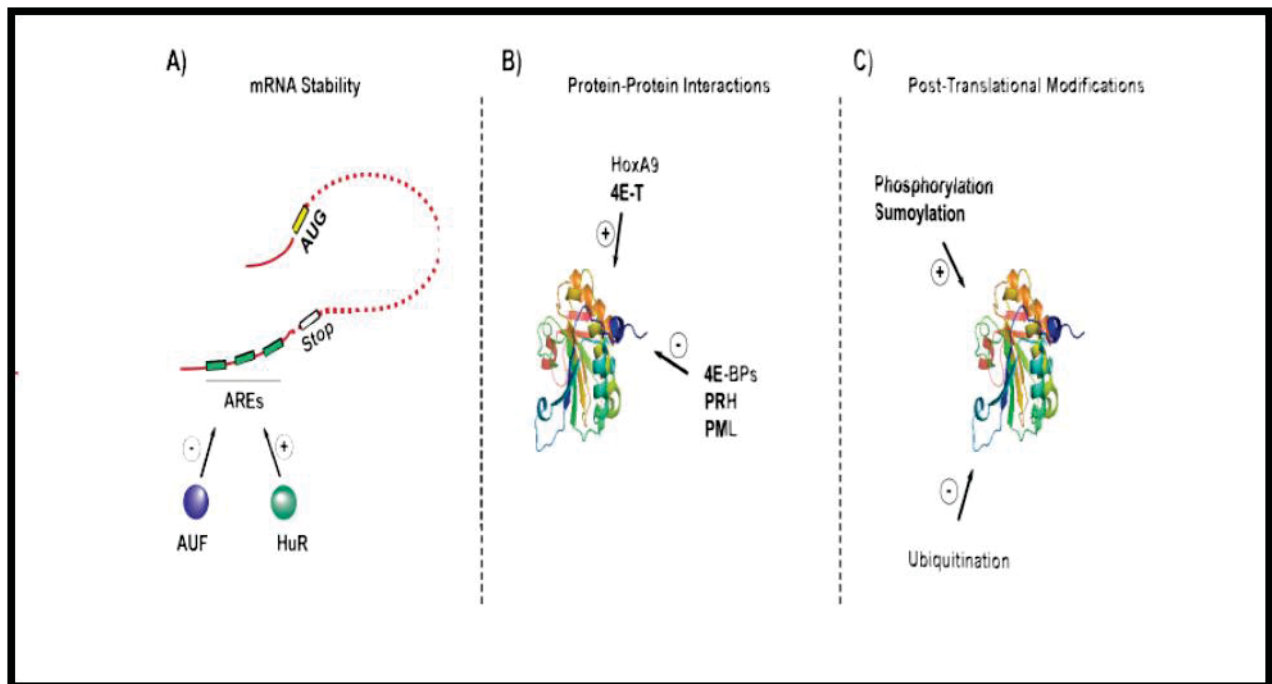 A)
mRNA Stability
AUG
Stop
AREs
-
+
AUF
HuR
B)
Protein-Protein Interactions
HoxA9
4E-T
+
-
4E-BPs
PRH
PML
C)
Post-Translational Modifications
Phosphorylation
Sumoylation
+
-
Ubiquitination